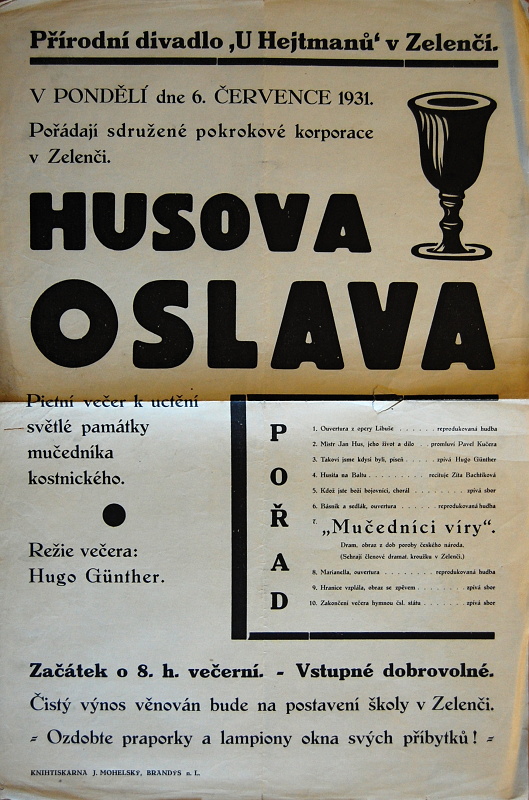 Přírodní divadlo ‚U Hejtmanů‘ v Zelenči.
V PONDĚLÍ dne 6. ČERVENCE 1931.
Pořádají sdružené pokrokové korporace
v Zelenči.
HUSOVA
OSLAVA
Pietní večer k uctění
světlé památky
mučedníka
kostnického.
Režie večera:
Hugo Günther.
POŘAD
1. Ouvertura z opery Libuše . . . . . . reprodukovaná hudba
2. Mistr Jan Hus, jeho život a dílo . . promluví Pavel Kučera
3. Takoví jsme kdysi byli, píseň . . . . . zpívá Hugo Günther
4. Husita na Baltu . . . . . . . . recituje Zita Bachtíková
5. Kdož jste boží bojovníci, chorál . . . . . . . zpívá sbor
6. Básník a sedlák, ouvertura . . . . . . reprodukovaná hudba
7. „Mučedníci víry“.
Dram. obraz z dob poroby českého národa.
(Sehrají členové dramat. kroužku v Zelenči.)
8. Marianella, ouvertura . . . . . . . reprodukovaná hudba
9. Hranice vzplála, obraz se zpěvem . . . . . . . zpívá sbor
10. Zakončení večera hymnou čsl. státu . . . . . . zpívá sbor
Začátek o 8. h. večerní. - Vstupné dobrovolné.
Čistý výnos věnován bude na postavení školy v Zelenči.
- Ozdobte praporky a lampiony okna svých příbytků! -
KNIHTISKARNA J. MOHELSKÝ, BRANDÝS n. L.